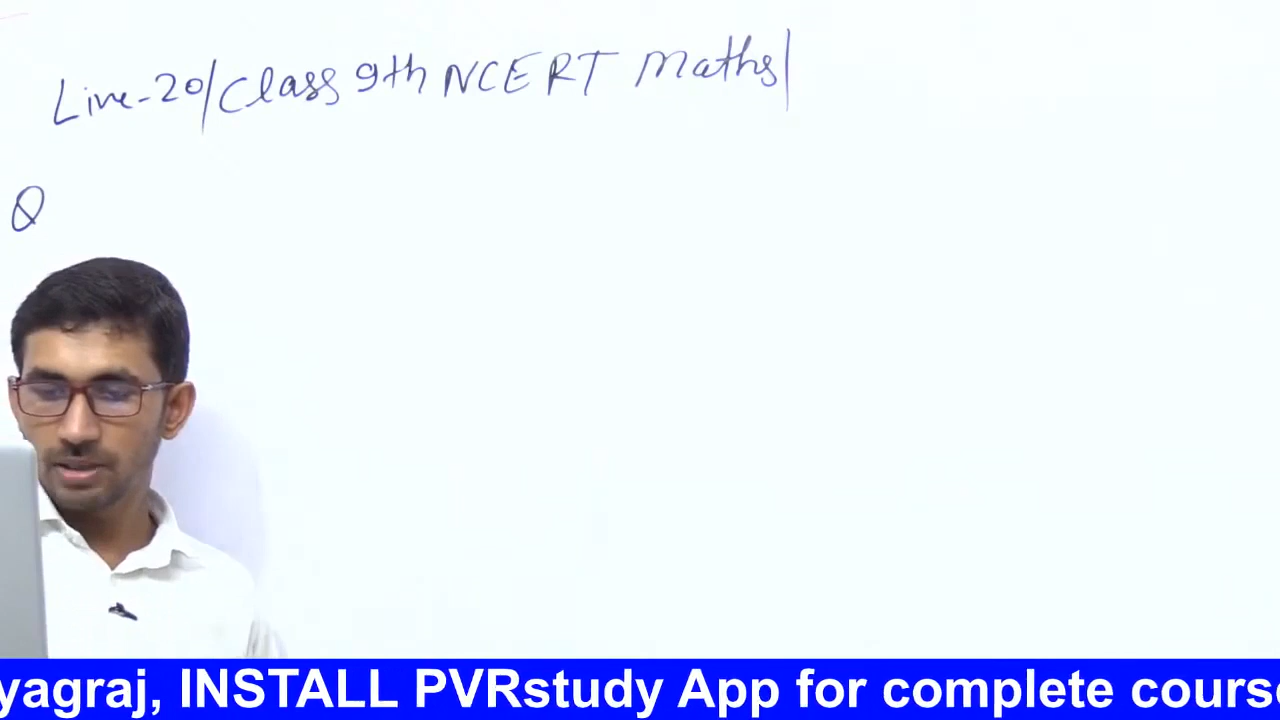 Live-20/Class 9th NCERT Maths|
Q
yagraj, INSTALL PVRstudy App for complete course